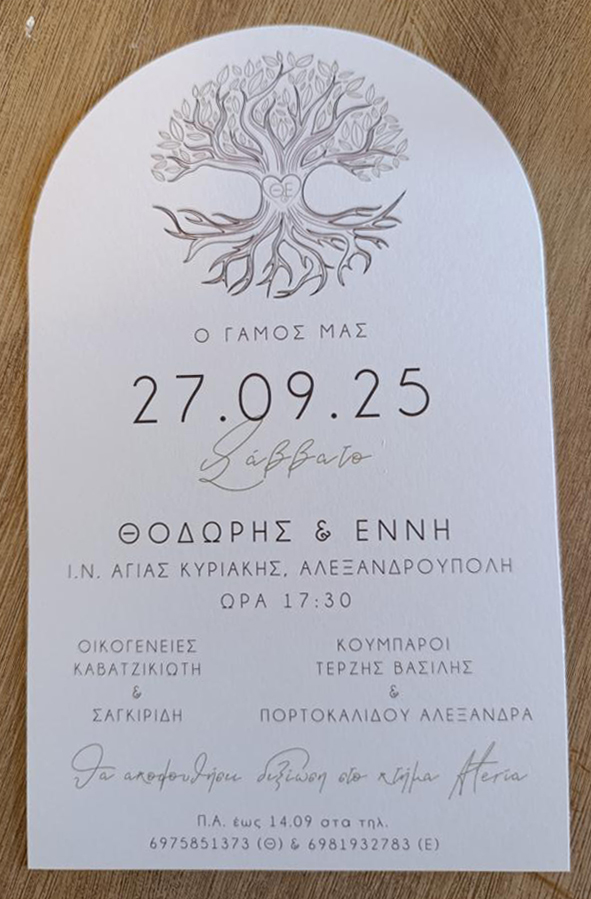 ΘΕ
Ο ΓΑΜΟΣ ΜΑΣ
27.09.25
Σάββατο
ΘΟΔΩΡΗΣ & ΕΝΝΗ
Ι.Ν. ΑΓΙΑΣ ΚΥΡΙΑΚΗΣ, ΑΛΕΞΑΝΔΡΟΥΠΟΛΗ
ΩΡΑ 17:30
ΟΙΚΟΓΕΝΕΙΕΣ
ΚΑΒΑΤΖΙΚΙΩΤΗ
&
ΣΑΓΚΙΡΙΔΗ
ΚΟΥΜΠΑΡΟΙ
ΤΕΡΖΗΣ ΒΑΣΙΛΗΣ
&
ΠΟΡΤΟΚΑΛΙΔΟΥ ΑΛΕΞΑΝΔΡΑ
Θα ακολουθήσει δεξίωση στο κτήμα Ateria
Π.Α. έως 14.09 στα τηλ.
6975851373 (Θ) & 6981932783 (Ε)